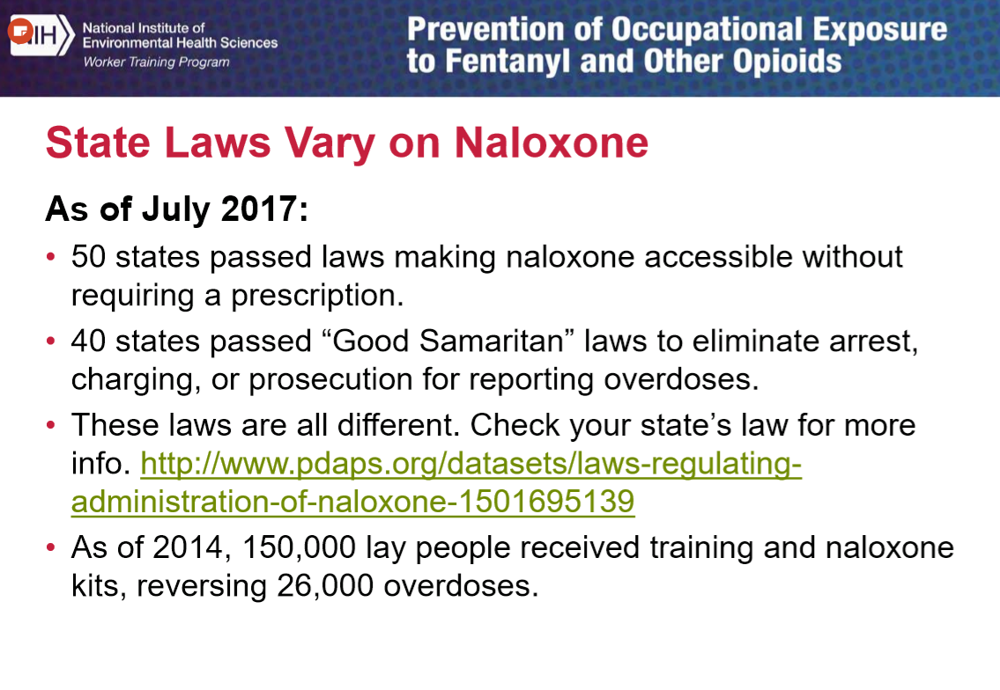 NIH
National Institute of
Environmental Health Sciences
Worker Training Program
Prevention of Occupational Exposure
to Fentanyl and Other Opioids
State Laws Vary on Naloxone
As of July 2017:
• 50 states passed laws making naloxone accessible without
requiring a prescription.
• 40 states passed “Good Samaritan” laws to eliminate arrest,
charging, or prosecution for reporting overdoses.
• These laws are all different. Check your state’s law for more
info. http://www.pdaps.org/datasets/laws-regulating-
administration-of-naloxone-1501695139
• As of 2014, 150,000 lay people received training and naloxone
kits, reversing 26,000 overdoses.